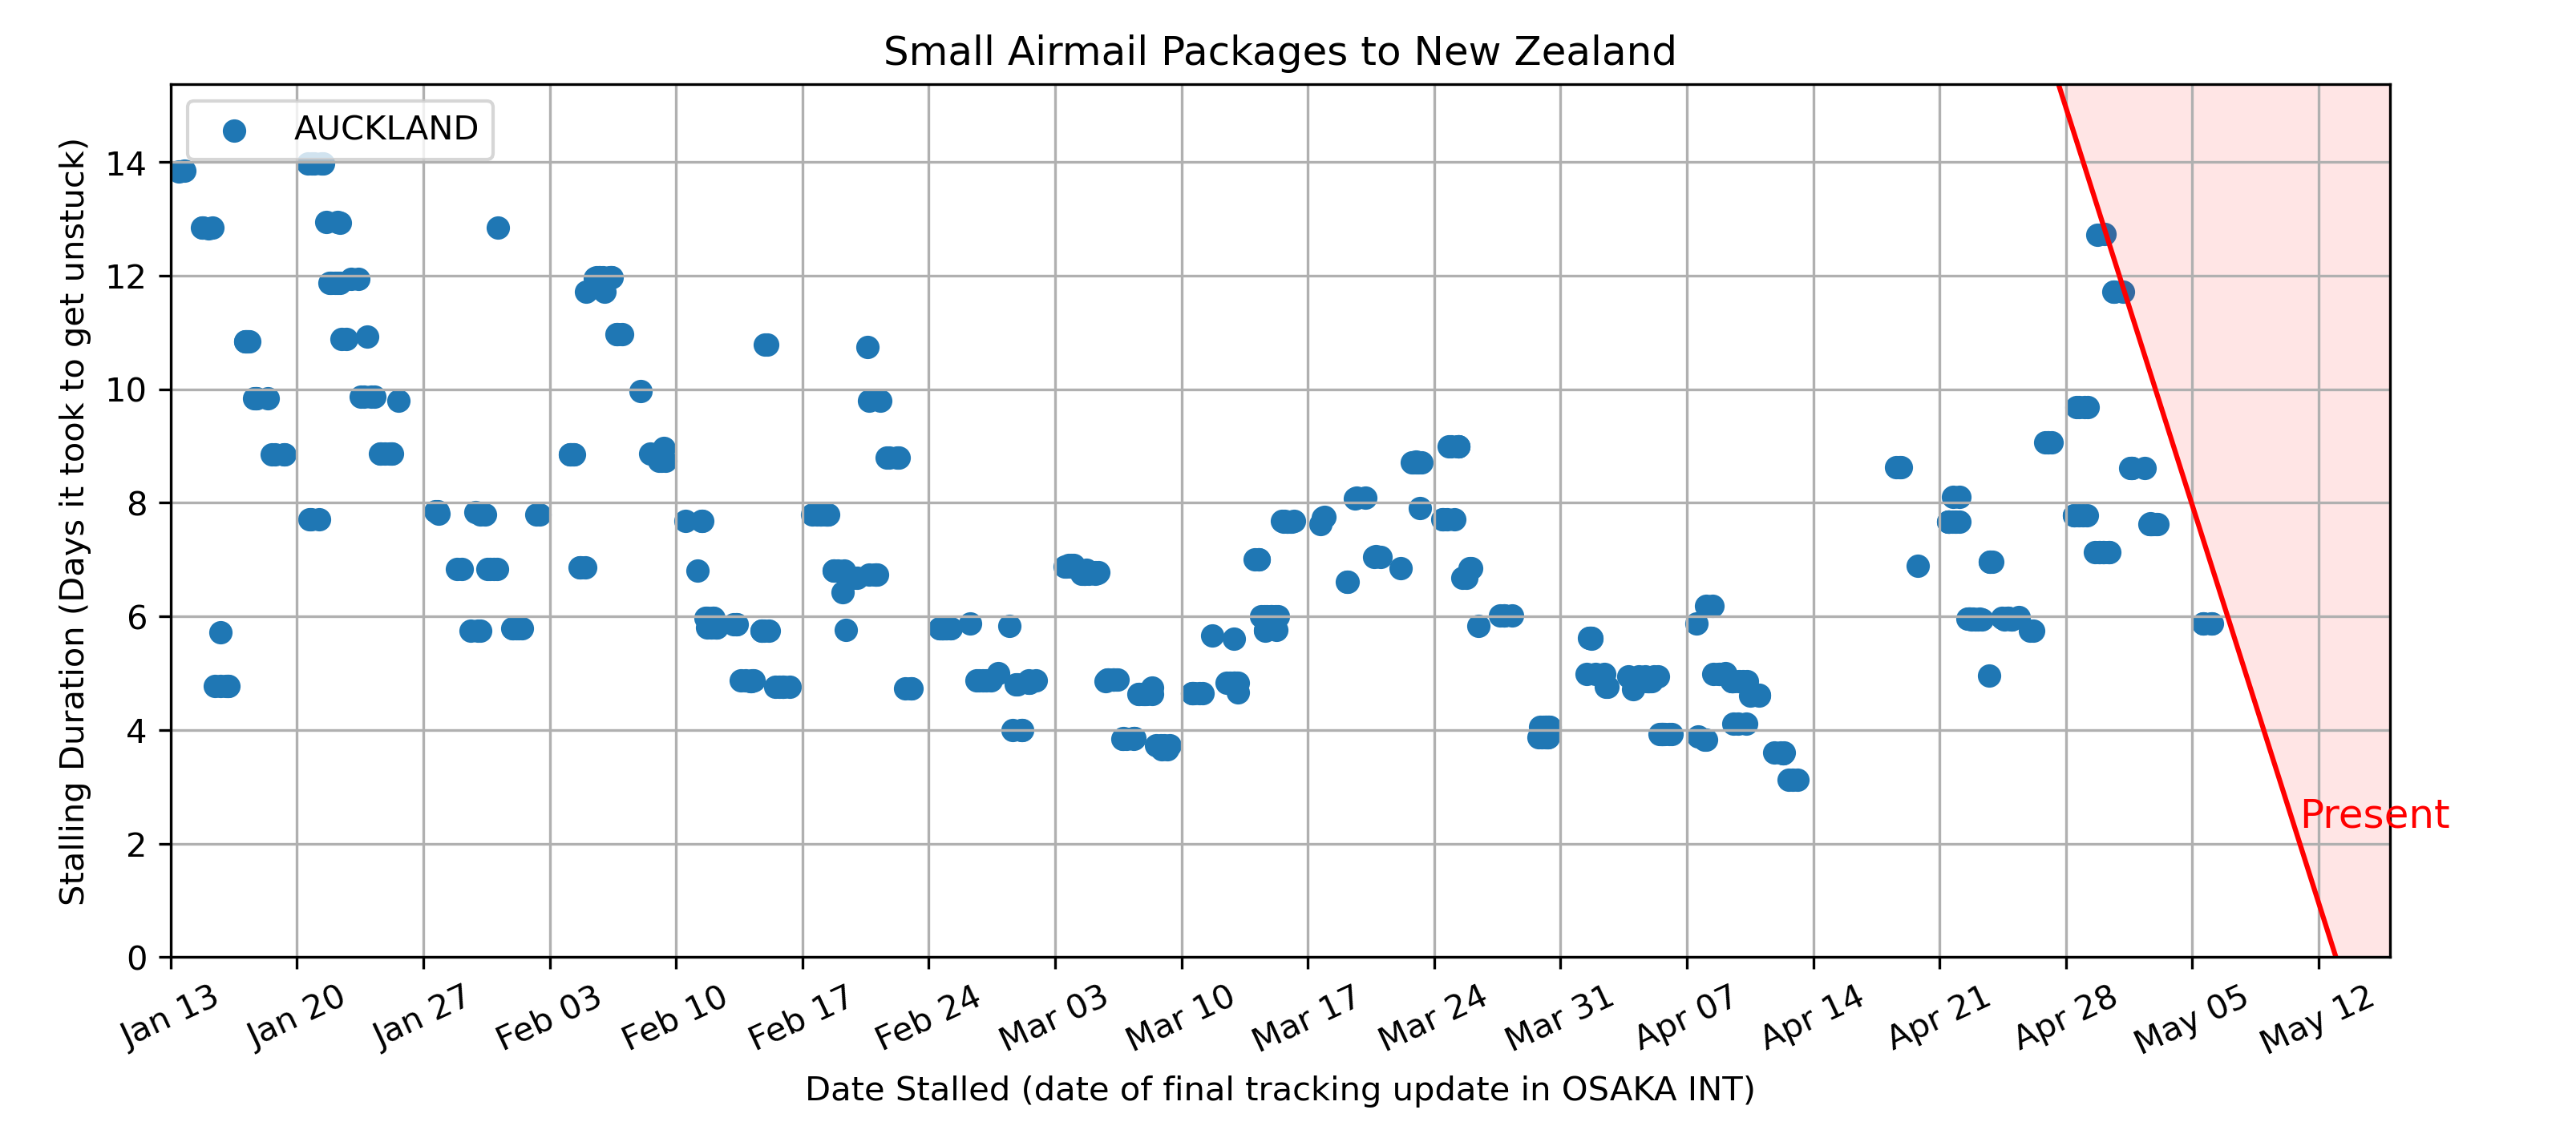 Small Airmail Packages to New Zealand
AUCKLAND
Stalling Duration (Days it took to get unstuck)
14
12
10
8
6
4
2
0
Present
Jan 13 Jan 20 Jan 27 Feb 03 Feb 10 Feb 17 Feb 24 Mar 03 Mar 10 Mar 17 Mar 24 Mar 31 Apr 07 Apr 14 Apr 21 Apr 28 May 05 May 12
Date Stalled (date of final tracking update in OSAKA INT)